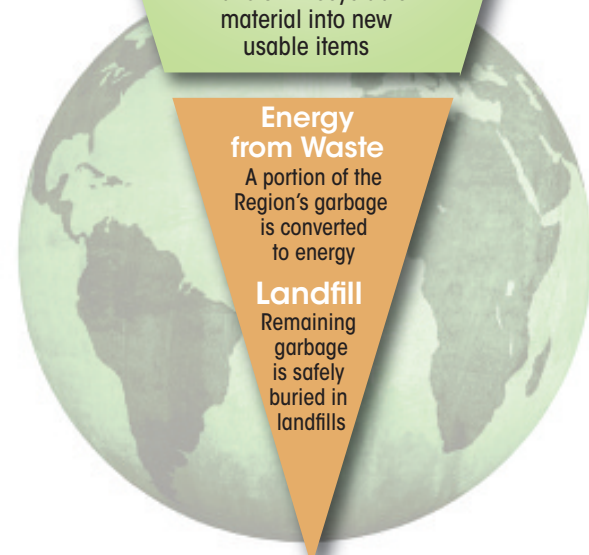 material into new
usable items
Energy
from Waste
A portion of the
Region's garbage
is converted
to energy
Landfill
Remaining
garbage
is safely
buried in
landfills